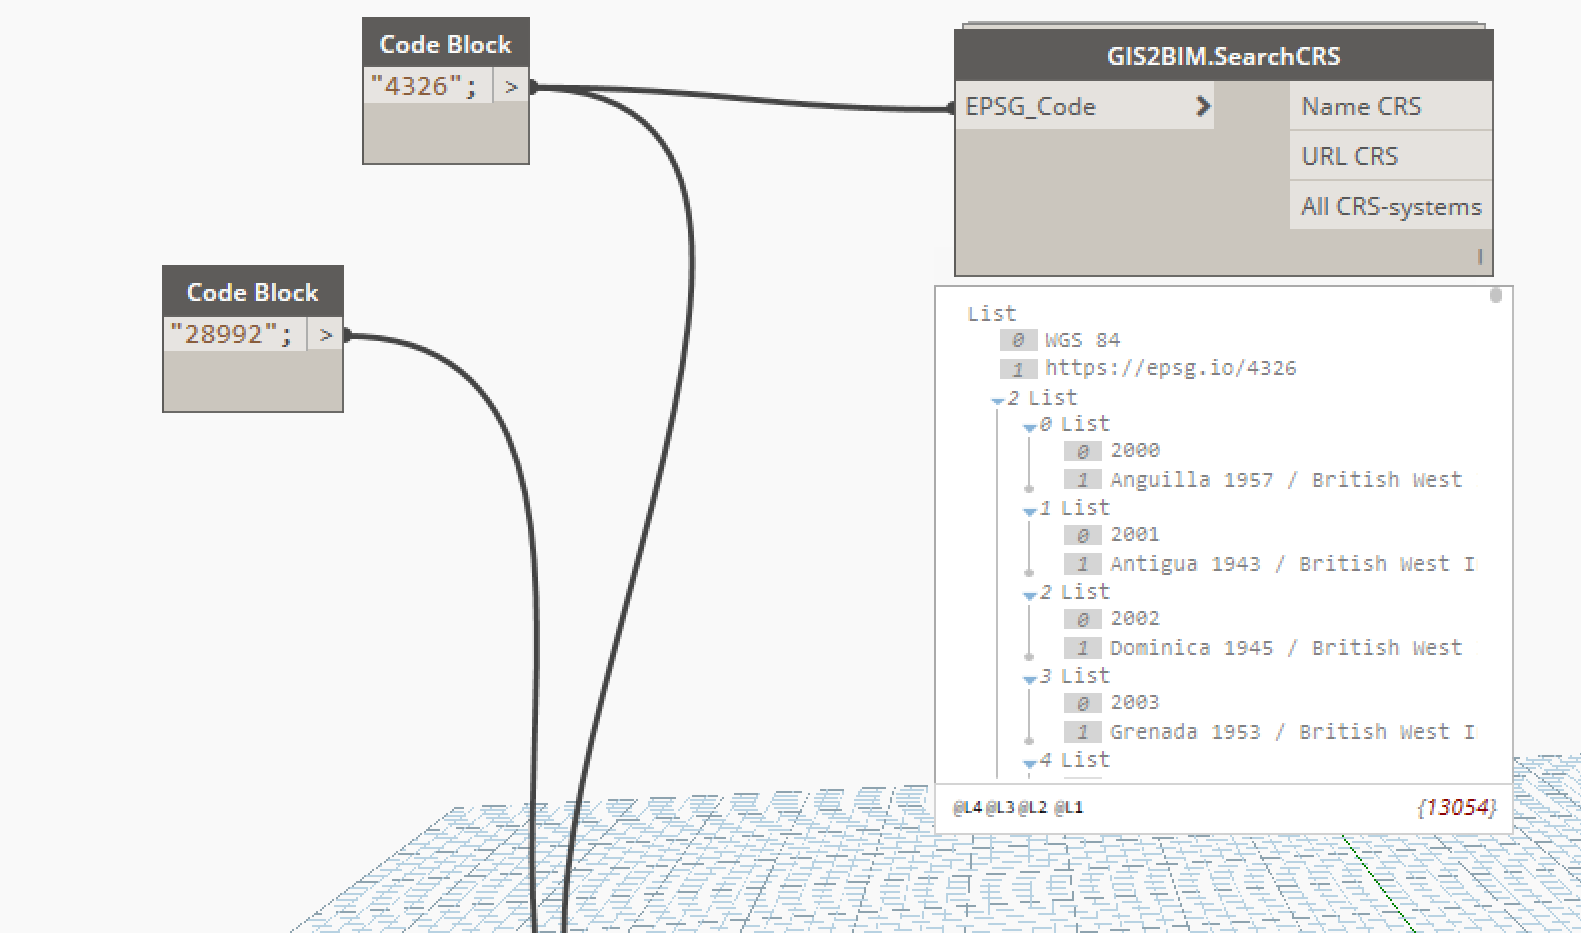 Code Block
"4326"; >
GIS2BIM.SearchCRS
EPSG_Code
Name CRS
URL CRS
All CRS-systems
Code Block
"28992"; >
List
0 WGS 84
1 https://epsg.io/4326
2 List
0 List
0 2000
1 Anguilla 1957 / British West
1 List
0 2001
1 Antigua 1943 / British West I
2 List
0 2002
1 Dominica 1945 / British West
3 List
0 2003
1 Grenada 1953 / British West I
4 List
@L4 @L3 @L2 @L1
{13054}